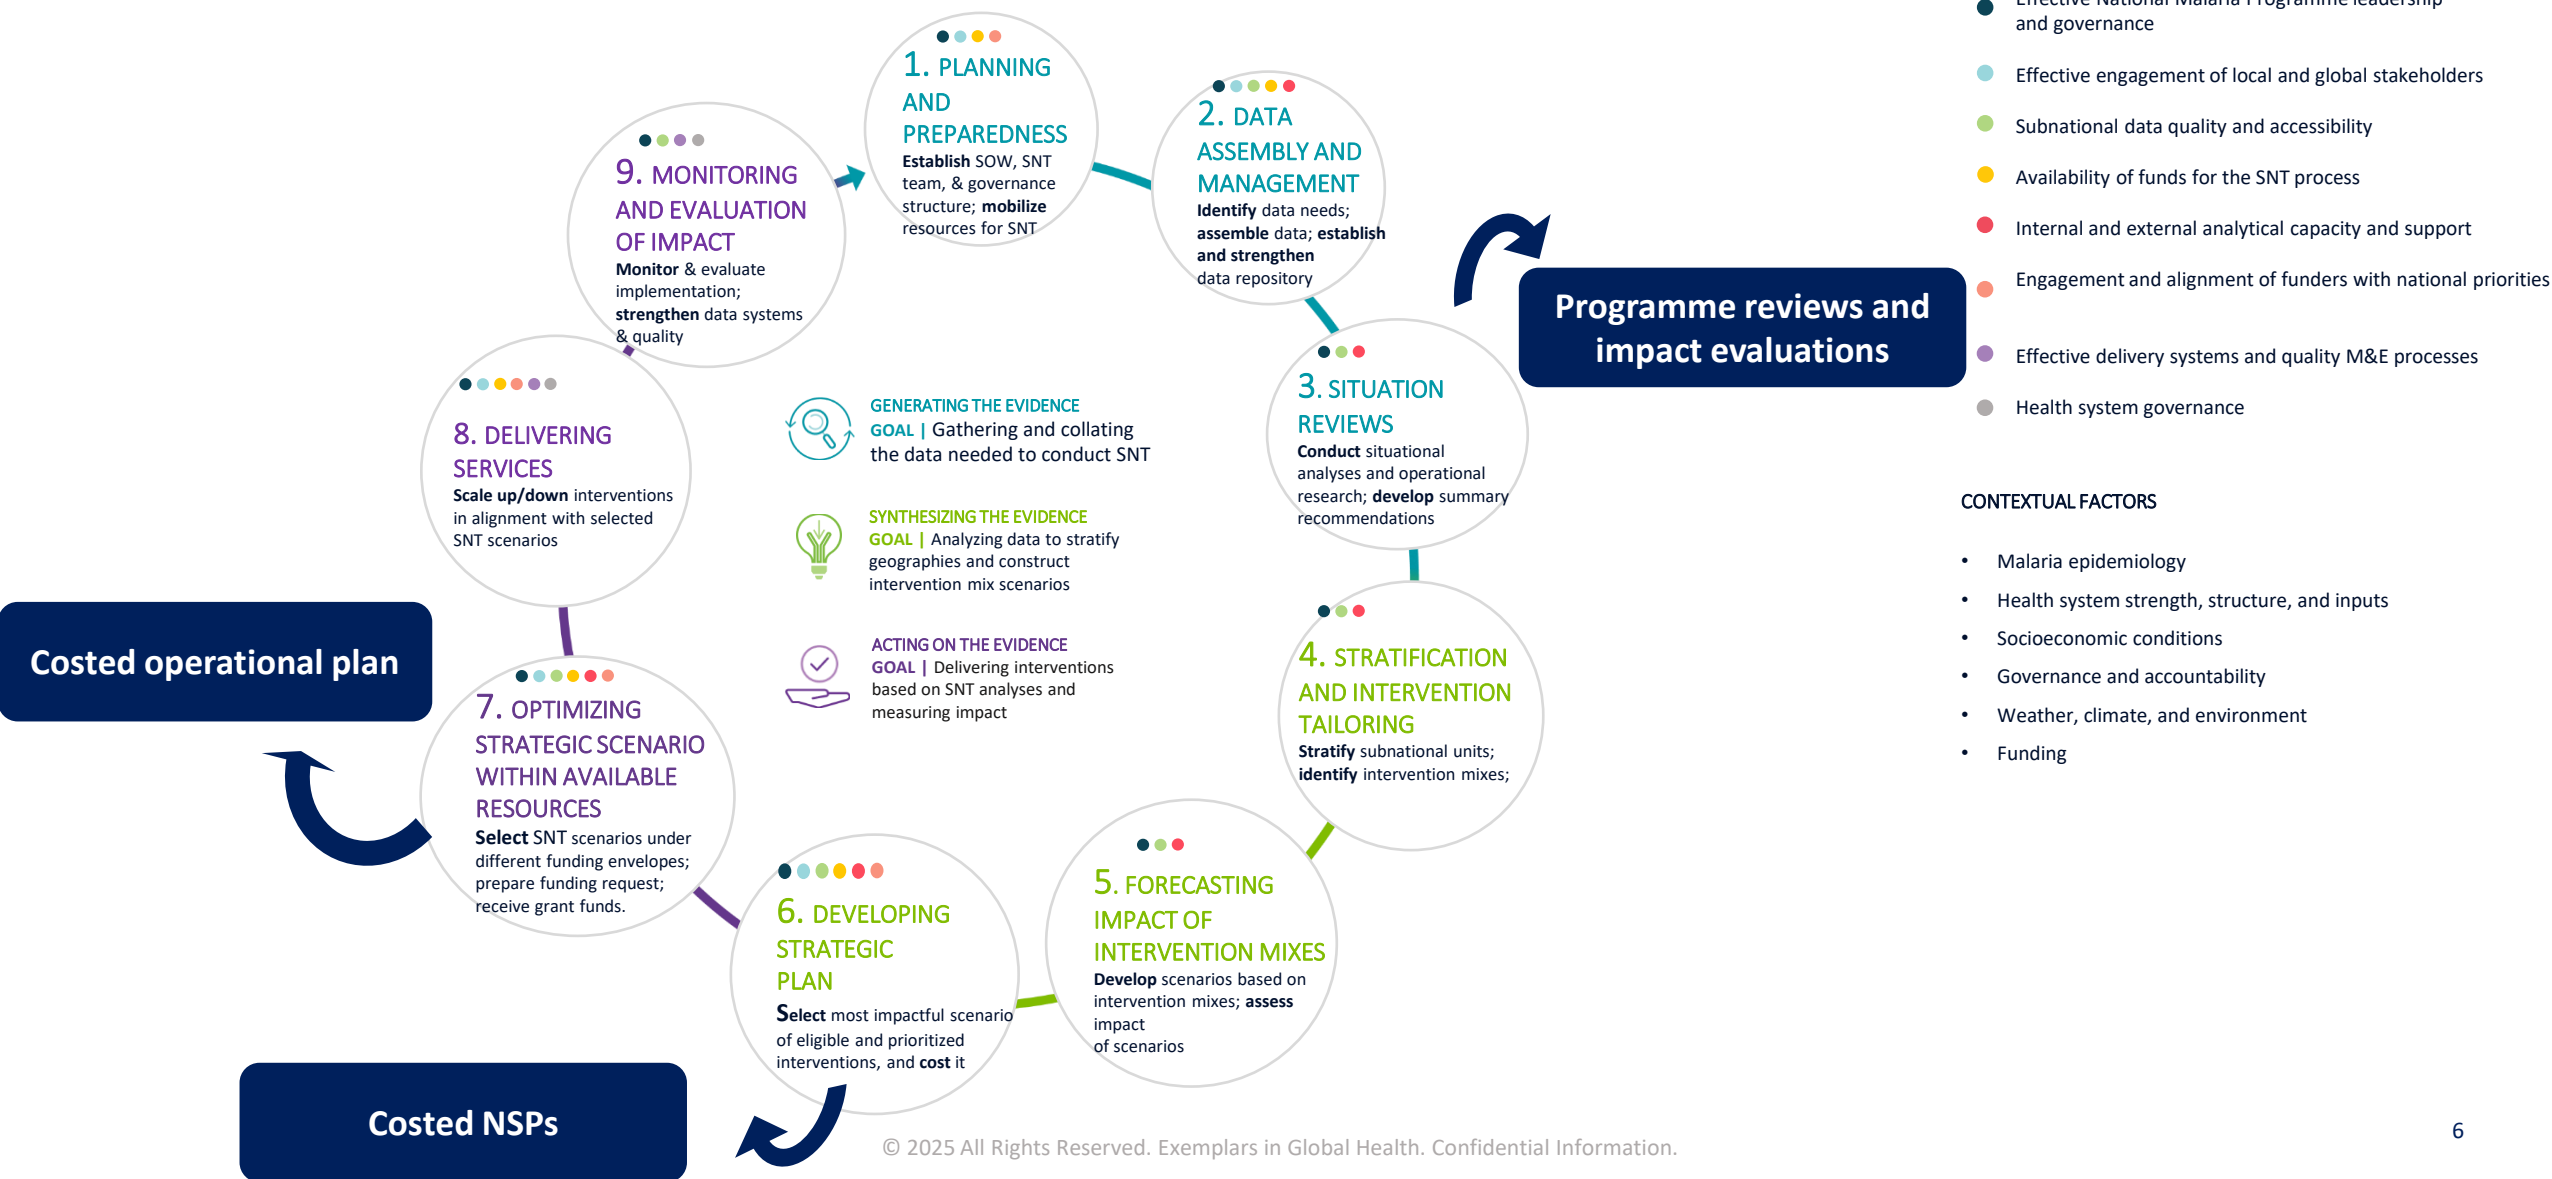 1. PLANNING
AND
PREPAREDNESS
Establish SOW, SNT
team, & governance
structure; mobilize
resources for SNT
2. DATA
ASSEMBLY AND
MANAGEMENT
Identify data needs;
assemble data; establish
and strengthen
data repository
3. SITUATION
REVIEWS
Conduct situational
analyses and operational
research; develop summary
recommendations
Programme reviews and
impact evaluations
4. STRATIFICATION
AND INTERVENTION
TAILORING
Stratify subnational units;
identify intervention mixes;
5. FORECASTING
IMPACT OF
INTERVENTION MIXES
Develop scenarios based on
intervention mixes; assess
impact
of scenarios
6. DEVELOPING
STRATEGIC
PLAN
Select most impactful scenario
of eligible and prioritized
interventions, and cost it
Costed NSPs
7. OPTIMIZING
STRATEGIC SCENARIO
WITHIN AVAILABLE
RESOURCES
Select SNT scenarios under
different funding envelopes;
prepare funding request;
receive grant funds.
Costed operational plan
8. DELIVERING
SERVICES
Scale up/down interventions
in alignment with selected
SNT scenarios
9. MONITORING
AND EVALUATION
OF IMPACT
Monitor & evaluate
implementation;
strengthen data systems
& quality
GENERATING THE EVIDENCE
GOAL | Gathering and collating
the data needed to conduct SNT
SYNTHESIZING THE EVIDENCE
GOAL | Analyzing data to stratify
geographies and construct
intervention mix scenarios
ACTING ON THE EVIDENCE
GOAL | Delivering interventions
based on SNT analyses and
measuring impact
Effective National Malaria Programme leadership
and governance
Effective engagement of local and global stakeholders
Subnational data quality and accessibility
Availability of funds for the SNT process
Internal and external analytical capacity and support
Engagement and alignment of funders with national priorities
Effective delivery systems and quality M&E processes
Health system governance
CONTEXTUAL FACTORS
• Malaria epidemiology
• Health system strength, structure, and inputs
• Socioeconomic conditions
• Governance and accountability
• Weather, climate, and environment
• Funding
© 2025 All Rights Reserved. Exemplars in Global Health. Confidential Information.
6